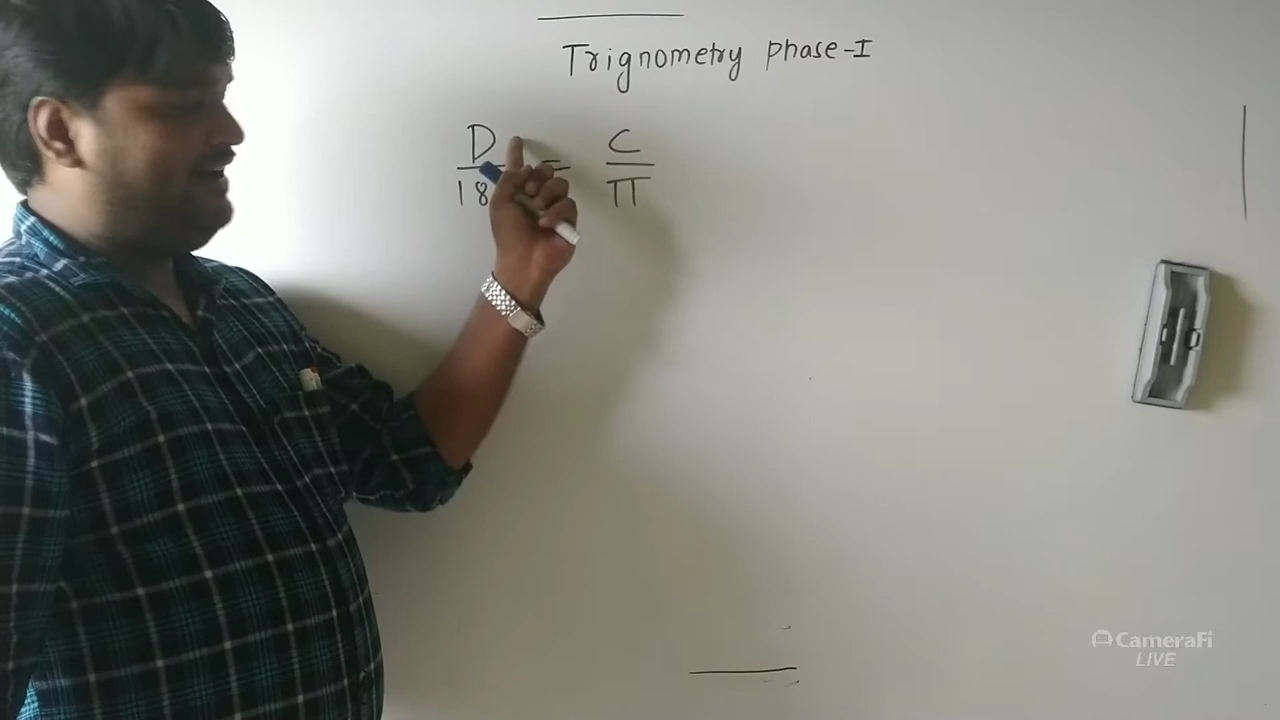 Trignometry phase-I
D = C
18 π
CameraFi
LIVE